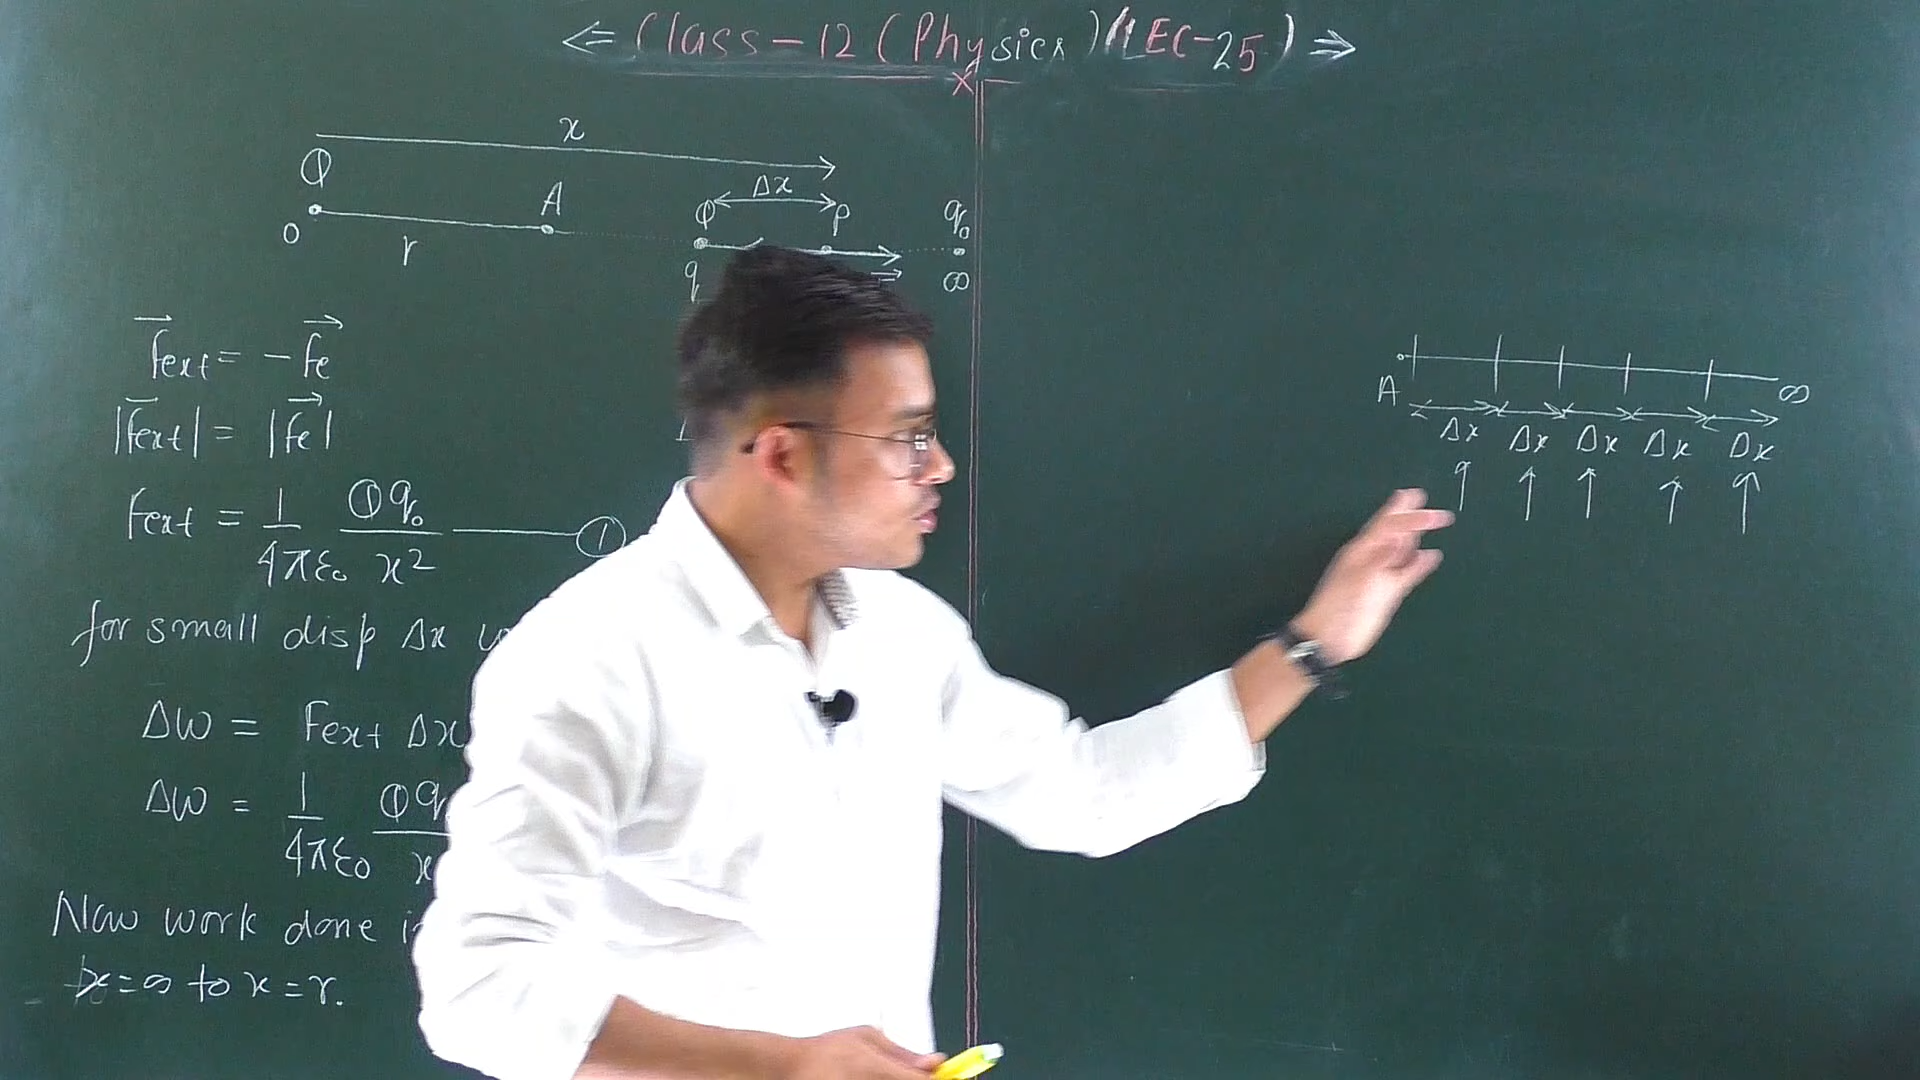 ⇐ Class-12 (Physics) (LEC-25) ⇒
x
Q A Δx q₀
Q P
O r q ∞
F⃗ext = -F⃗e
|F⃗ext| = |F⃗e|
Fext = 1/4πε₀ Qq₀/x² ——— ①
for small disp Δx
ΔW = Fext Δx
ΔW = 1/4πε₀ Qq
Now work done
x = ∞ to x = r.
A ∞
Δx Δx Δx Δx Δx
↑ ↑ ↑ ↑ ↑